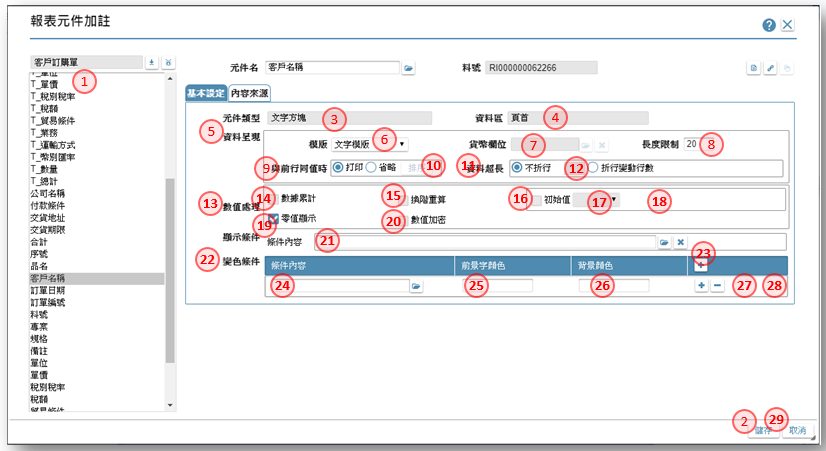 報表元件加註
客戶訂購單
元件名 客戶名稱 料號 RI000000062266
1
T_單位
T_單價
T_稅別稅率
T_稅額
T_貿易條件
T_業務
T_運輸方式
T_幣別匯率
T_數量
T_總計
公司名稱
付款條件
交貨地址
交貨期限
合計
序號
品名
客戶名稱
訂單日期
訂單編號
料號
專案
規格
備註
單位
單價
稅別稅率
稅額
貿易條件
基本設定 內容來源
元件類型 文字方塊 3 資料區 頁首 4
5 資料呈現
模版 文字模版 6 貨幣欄位 7 長度限制 20 8
9 與前行同值時 打印 省略 10 11 資料超長 不折行 12 折行變動行數
13 數值處理
14 數據累計 15 換階重算 16 初始值 17 18
19 零值顯示 20 數值加密
顯示條件 條件內容 21
22 變色條件 條件內容 前景字顏色 背景顏色 23
24 25 26 27 28
2 儲存 29 取消